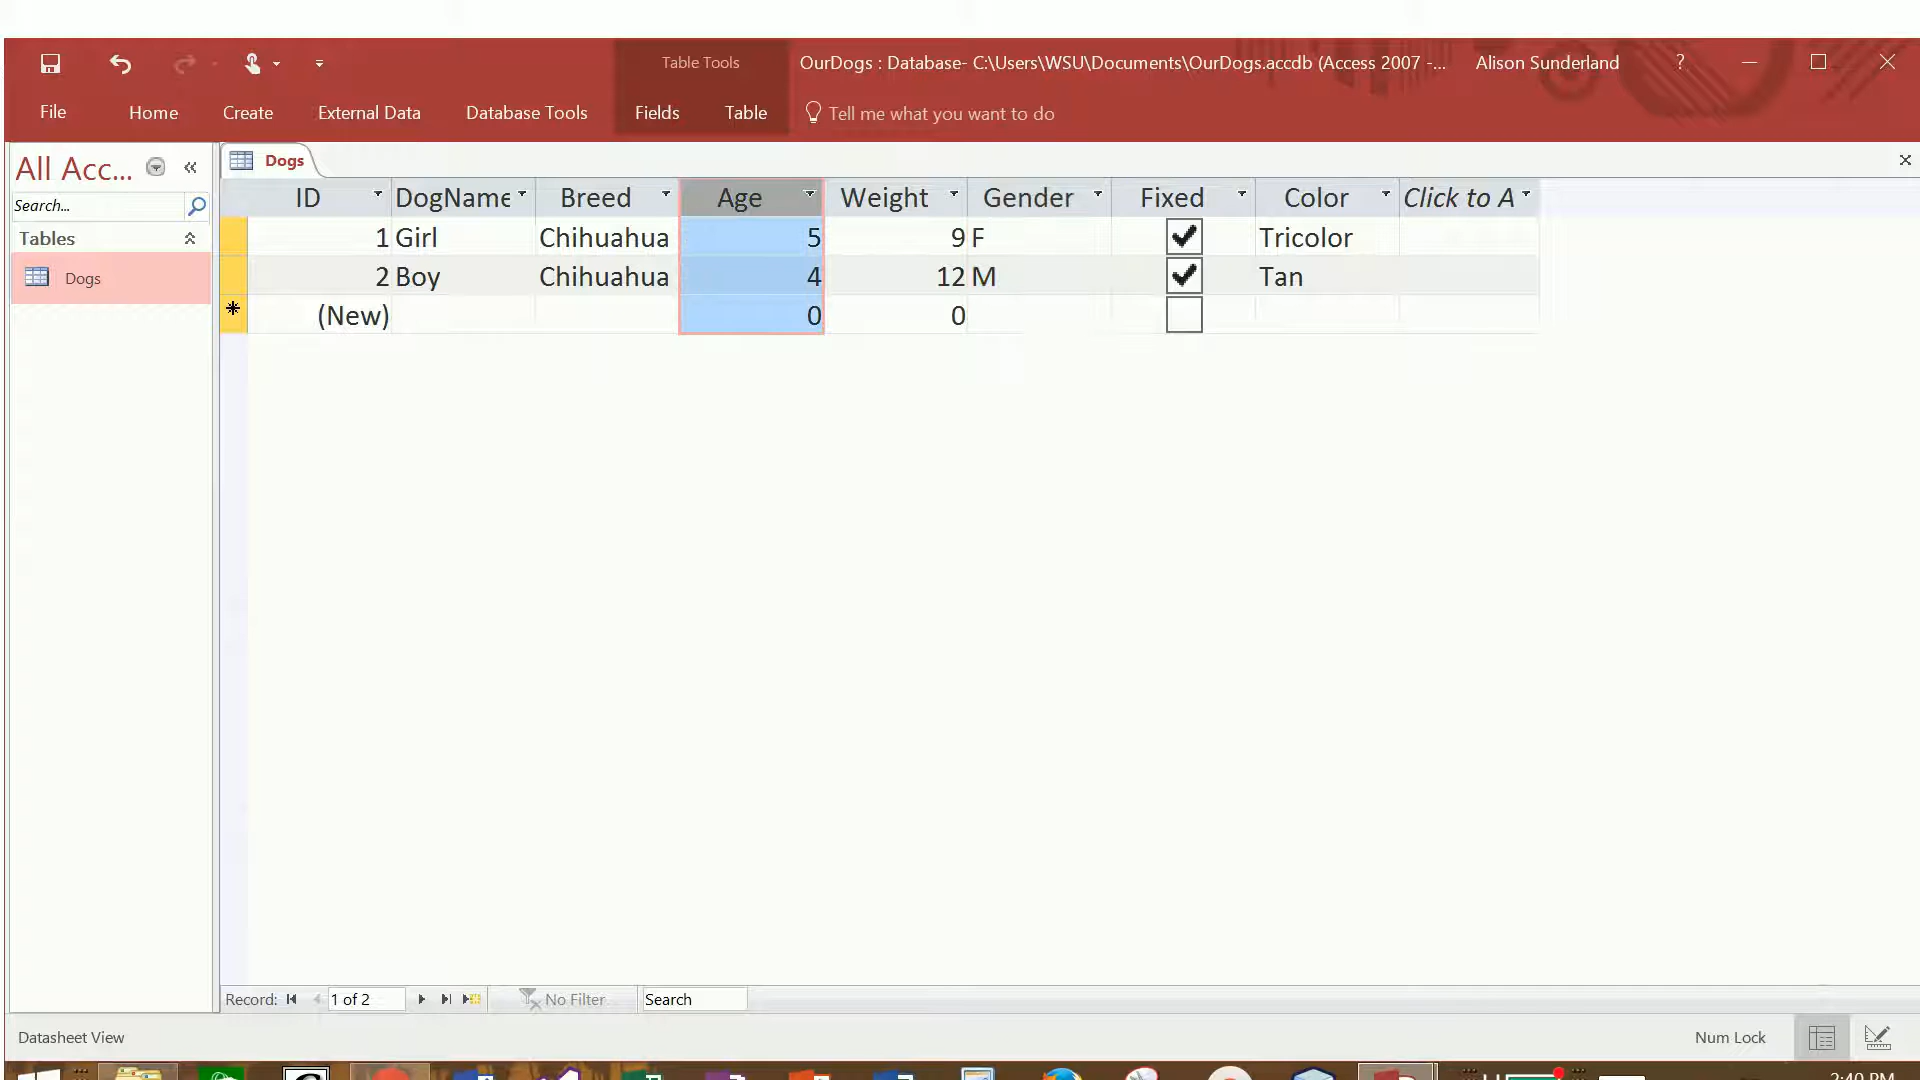 Table Tools
OurDogs : Database- C:\Users\WSU\Documents\OurDogs.accdb (Access 2007 -...
Alison Sunderland
?
File
Home
Create
External Data
Database Tools
Fields
Table
Tell me what you want to do
All Acc...
Search...
Tables
Dogs
Dogs
ID DogName Breed Age Weight Gender Fixed Color Click to A
1 Girl Chihuahua 5 9 F Tricolor
2 Boy Chihuahua 4 12 M Tan
(New) 0 0
Record: 1 of 2 No Filter Search
Datasheet View
Num Lock
2:40 PM